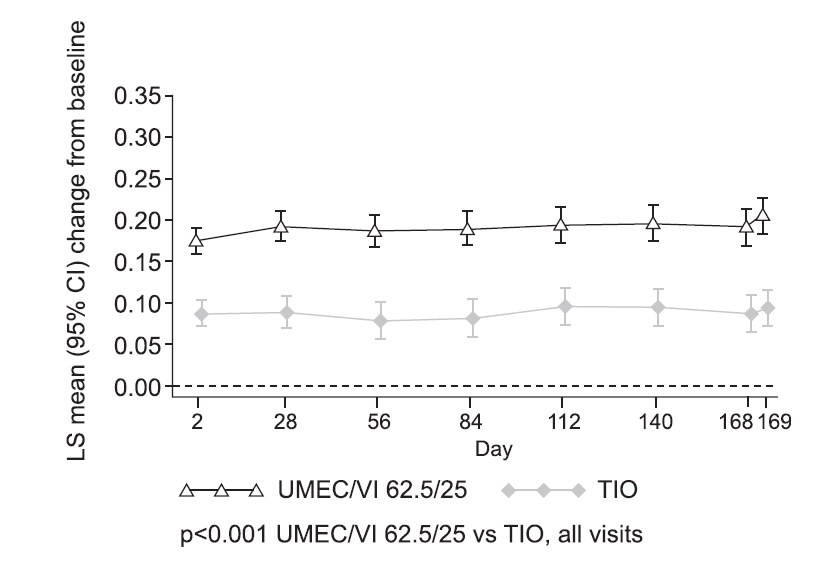 LS mean (95% CI) change from baseline
0.35
0.30
0.25
0.20
0.15
0.10
0.05
0.00
2 28 56 84 112 140 168 169
Day
UMEC/VI 62.5/25 TIO
p<0.001 UMEC/VI 62.5/25 vs TIO, all visits